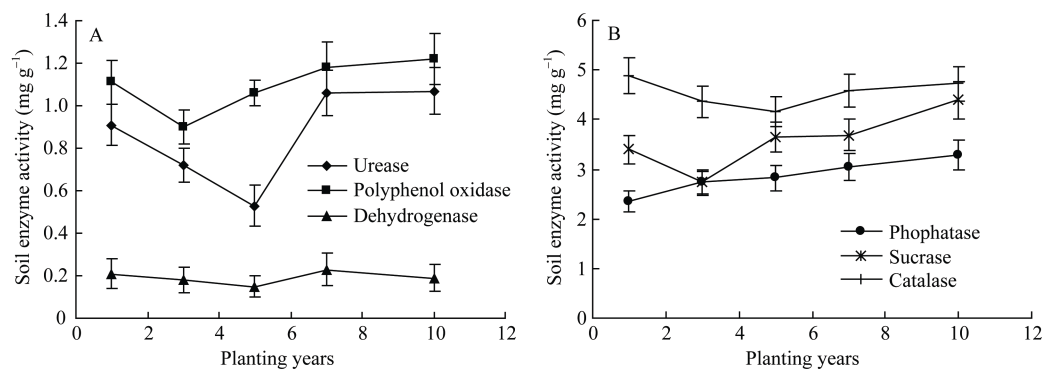 A
Soil enzyme activity (mg g⁻¹)
1.4
1.2
1.0
0.8
0.6
0.4
0.2
0
0 2 4 6 8 10 12
Planting years
Urease
Polyphenol oxidase
Dehydrogenase
B
Soil enzyme activity (mg g⁻¹)
6
5
4
3
2
1
0
0 2 4 6 8 10 12
Planting years
Phophatase
Sucrase
Catalase